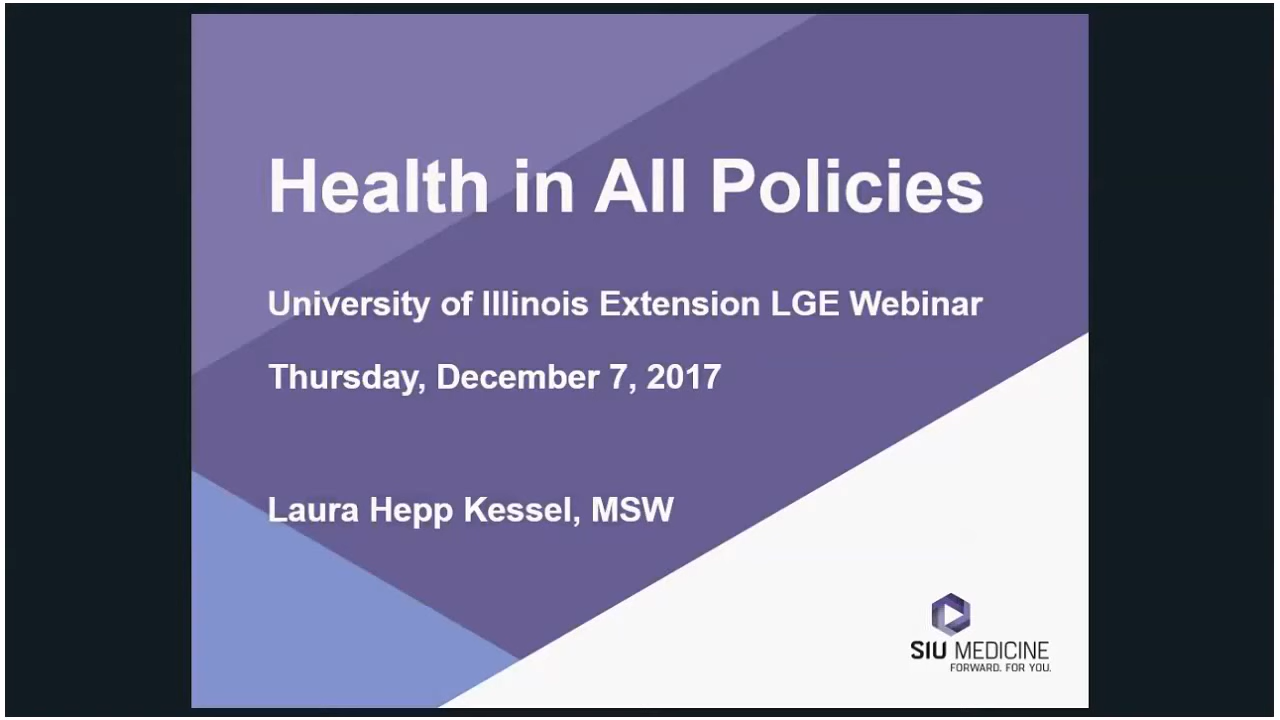 Health in All Policies
University of Illinois Extension LGE Webinar
Thursday, December 7, 2017
Laura Hepp Kessel, MSW
SIU MEDICINE
FORWARD. FOR YOU.